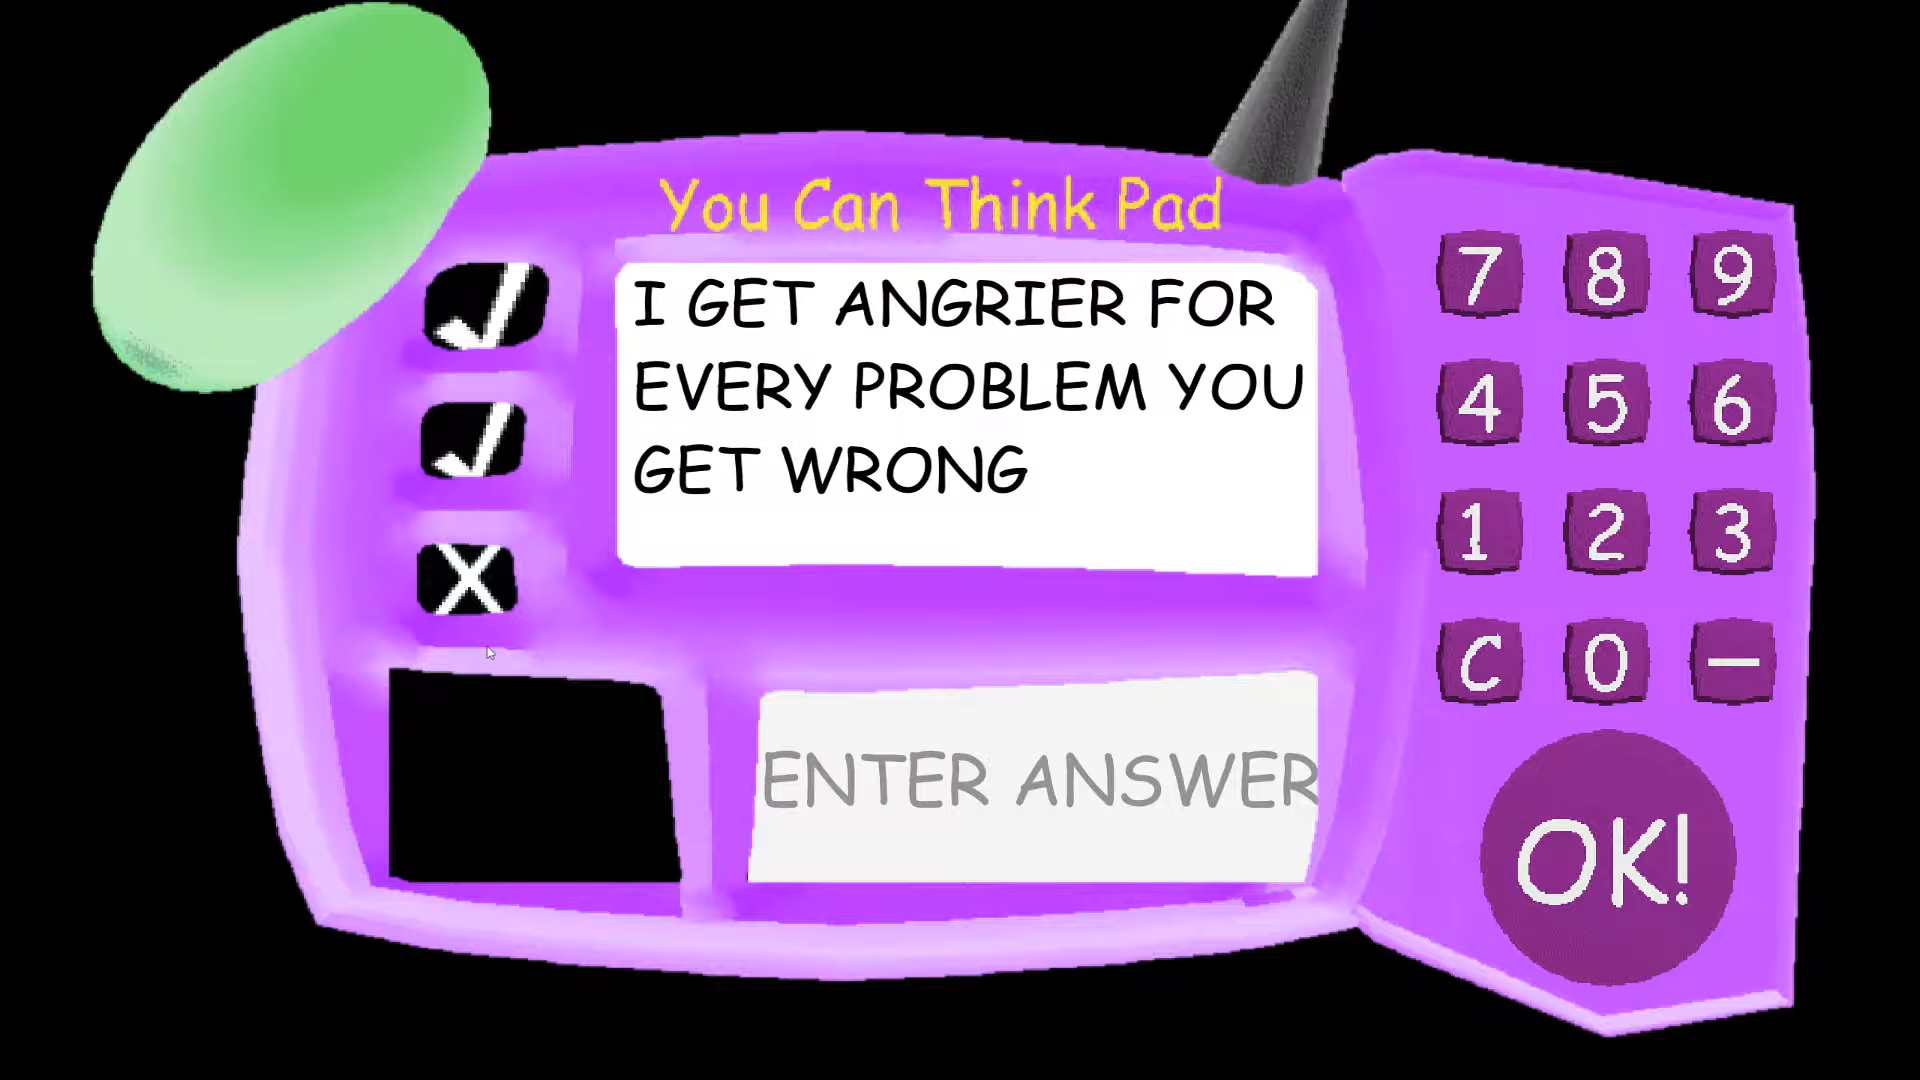 You Can Think Pad
I GET ANGRIER FOR
EVERY PROBLEM YOU
GET WRONG
ENTER ANSWER
7 8 9
4 5 6
1 2 3
C 0 —
OK!